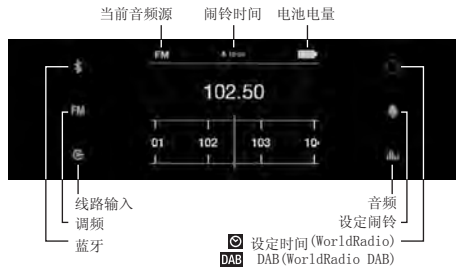 当前音频源 闹铃时间 电池电量
FM
102.50
FM
01 102 103 10
线路输入 音频
调频 设定闹铃
蓝牙 设定时间(WorldRadio)
DAB DAB(WorldRadio DAB)